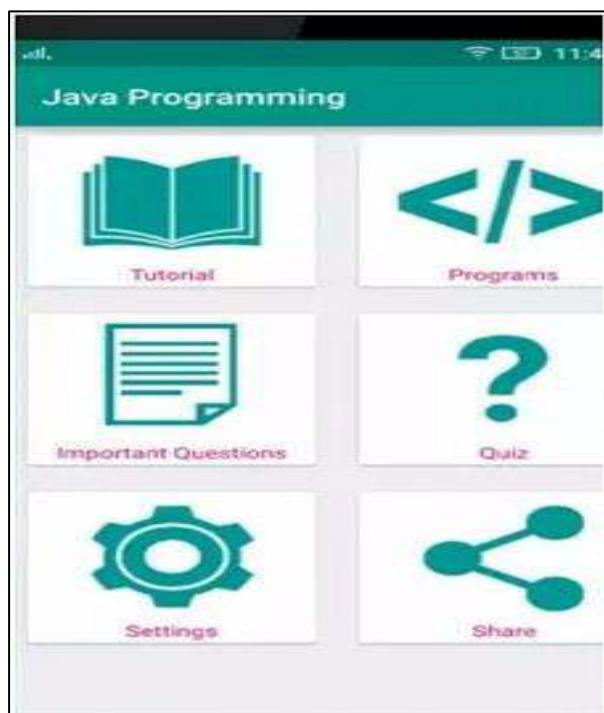 11:4
Java Programming
Tutorial
Programs
Important Questions
Quiz
Settings
Share